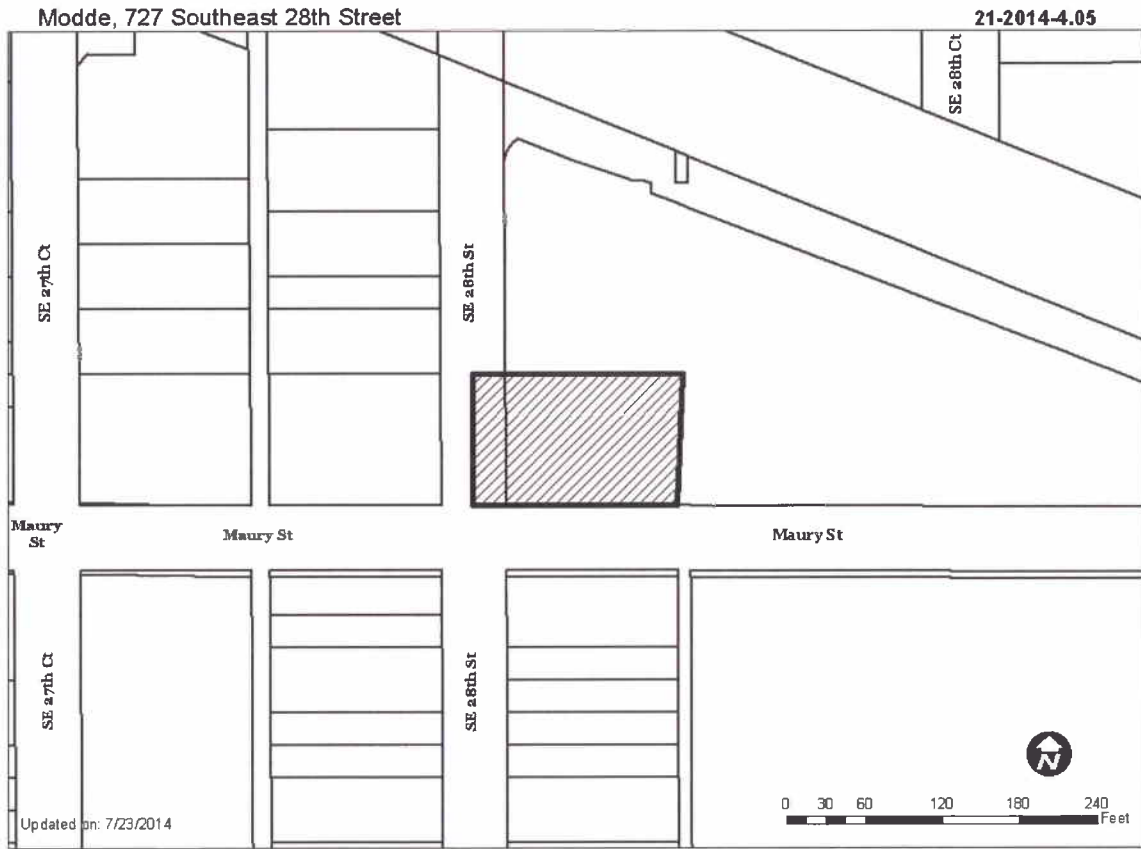 Modde, 727 Southeast 28th Street
21-2014-4.05
SE 28th Ct
SE 27th Ct
SE 28th St
Maury
St
Maury St
Maury St
SE 27th Ct
SE 28th St
N
0 30 60 120 180 240
Feet
Updated on: 7/23/2014